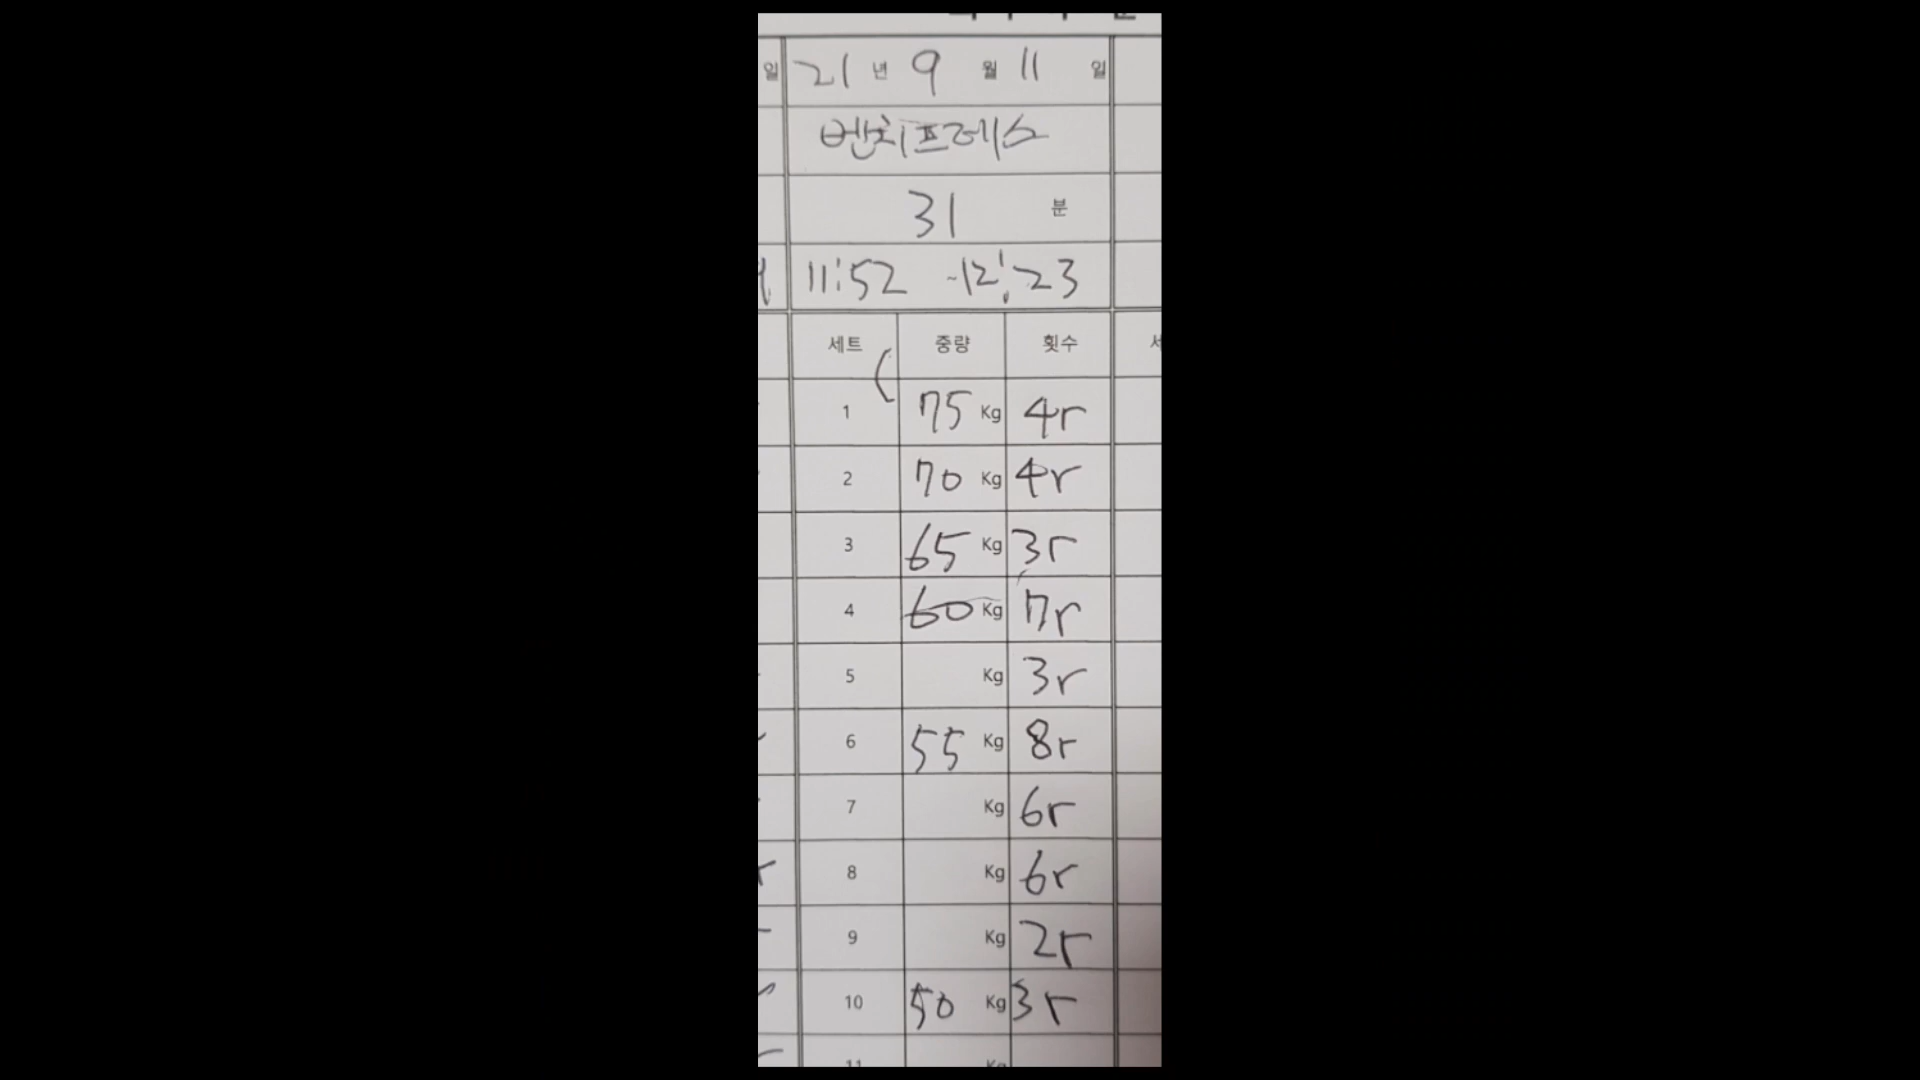 일 21 년 9 월 11 일
벤치프레스
31 분
11:52 ~12:23
세트 중량 횟수
1 75 Kg 4r
2 70 Kg 4r
3 65 Kg 3r
4 60 Kg 7r
5 Kg 3r
6 55 Kg 8r
7 Kg 6r
8 Kg 6r
9 Kg 2r
10 50 Kg 3r
11 Kg